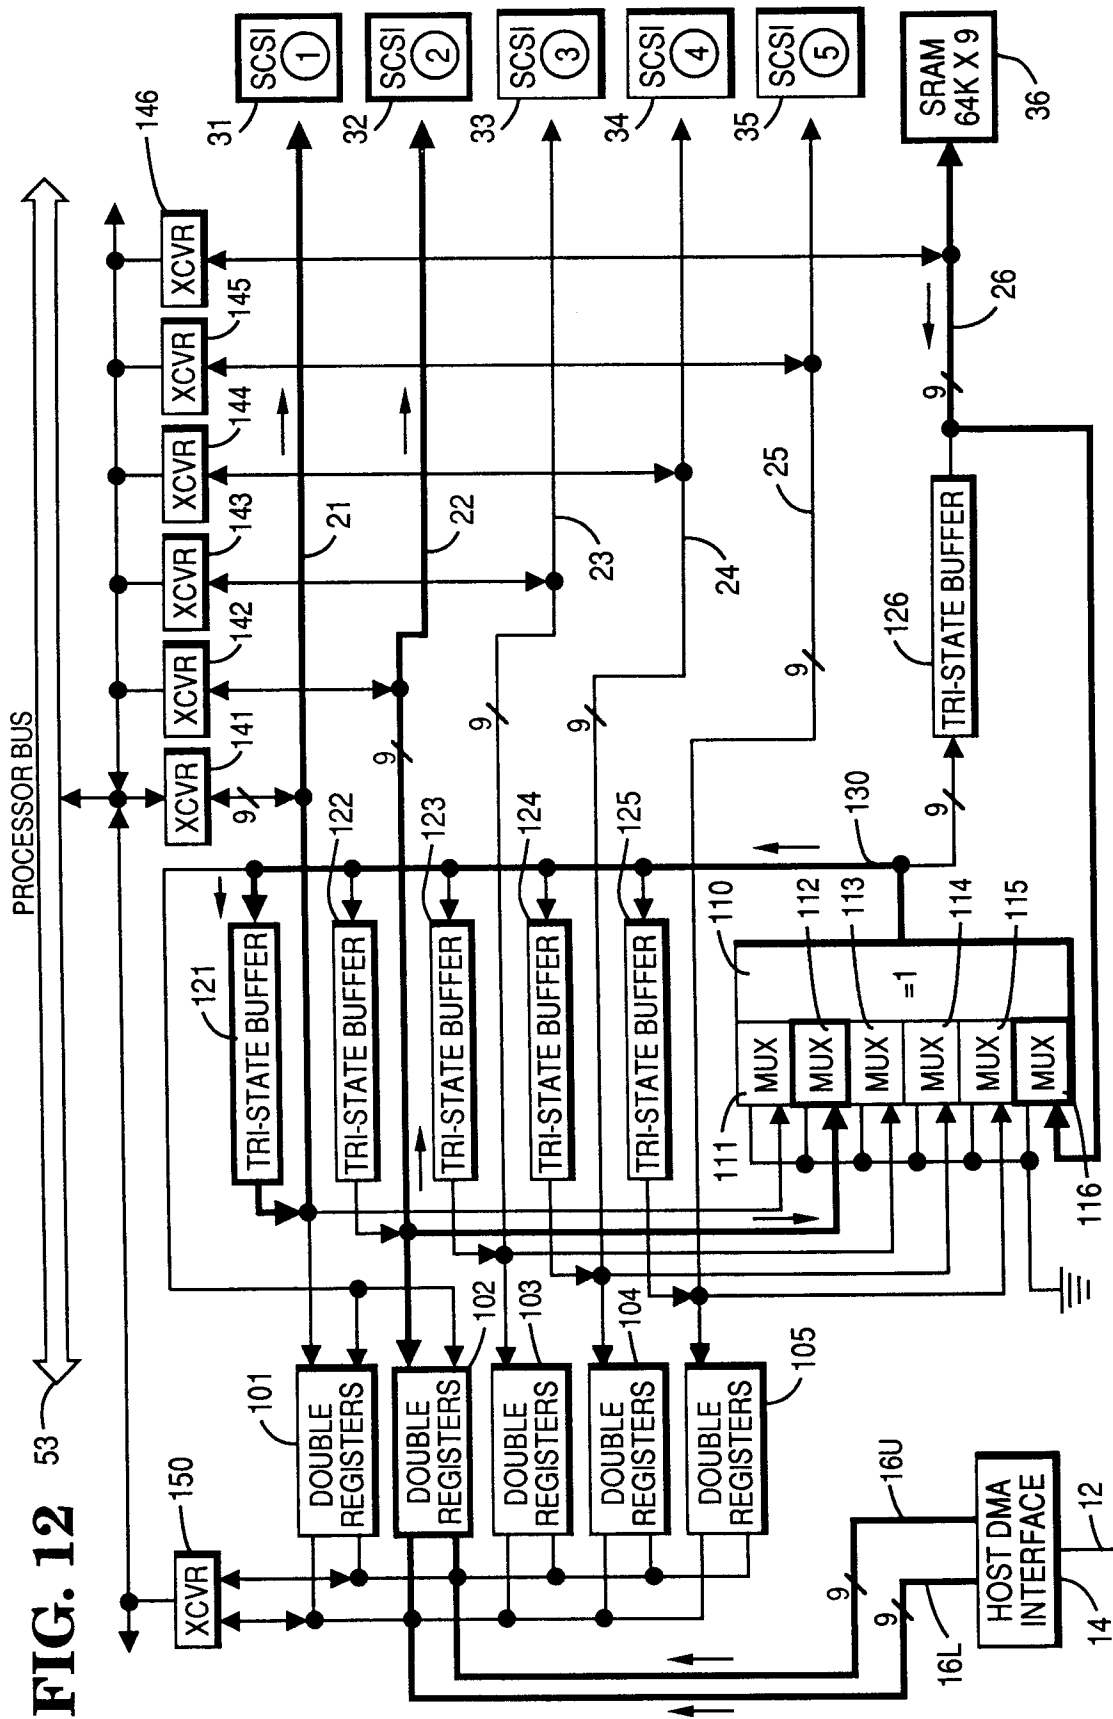 FIG. 12
PROCESSOR BUS
53
150
XCVR
XCVR
141
XCVR
142
XCVR
143
XCVR
144
XCVR
145
XCVR
146
9
21
22
9
23
9
24
9
25
9
31
SCSI
1
32
SCSI
2
33
SCSI
3
34
SCSI
4
35
SCSI
5
SRAM
64K X 9
36
101
DOUBLE
REGISTERS
102
DOUBLE
REGISTERS
103
DOUBLE
REGISTERS
104
DOUBLE
REGISTERS
105
DOUBLE
REGISTERS
121
TRI-STATE BUFFER
122
TRI-STATE BUFFER
123
TRI-STATE BUFFER
124
TRI-STATE BUFFER
125
TRI-STATE BUFFER
130
110
112
113
114
115
111
MUX
MUX
MUX
MUX
MUX
MUX
=1
116
9
126
TRI-STATE BUFFER
9
26
16U
9
9
16L
HOST DMA
INTERFACE
14
12